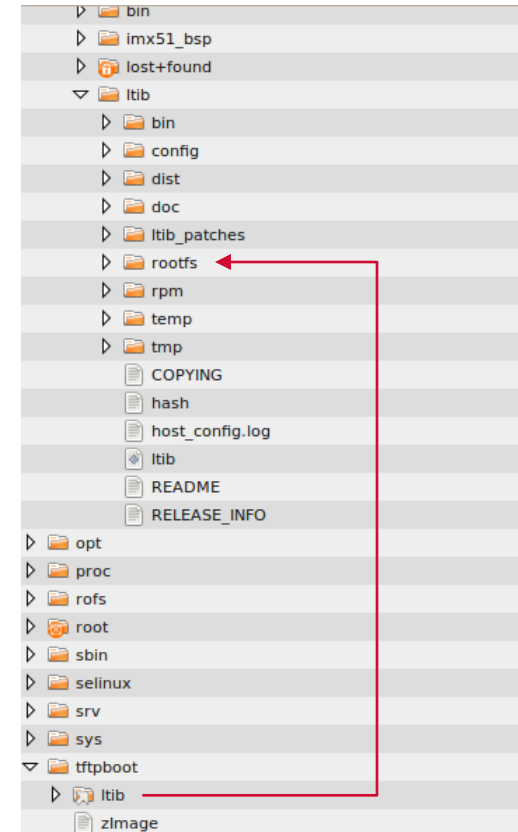 bin
imx51_bsp
lost+found
ltib
bin
config
dist
doc
ltib_patches
rootfs
rpm
temp
tmp
COPYING
hash
host_config.log
ltib
README
RELEASE_INFO
opt
proc
rofs
root
sbin
selinux
srv
sys
tftpboot
ltib
zImage